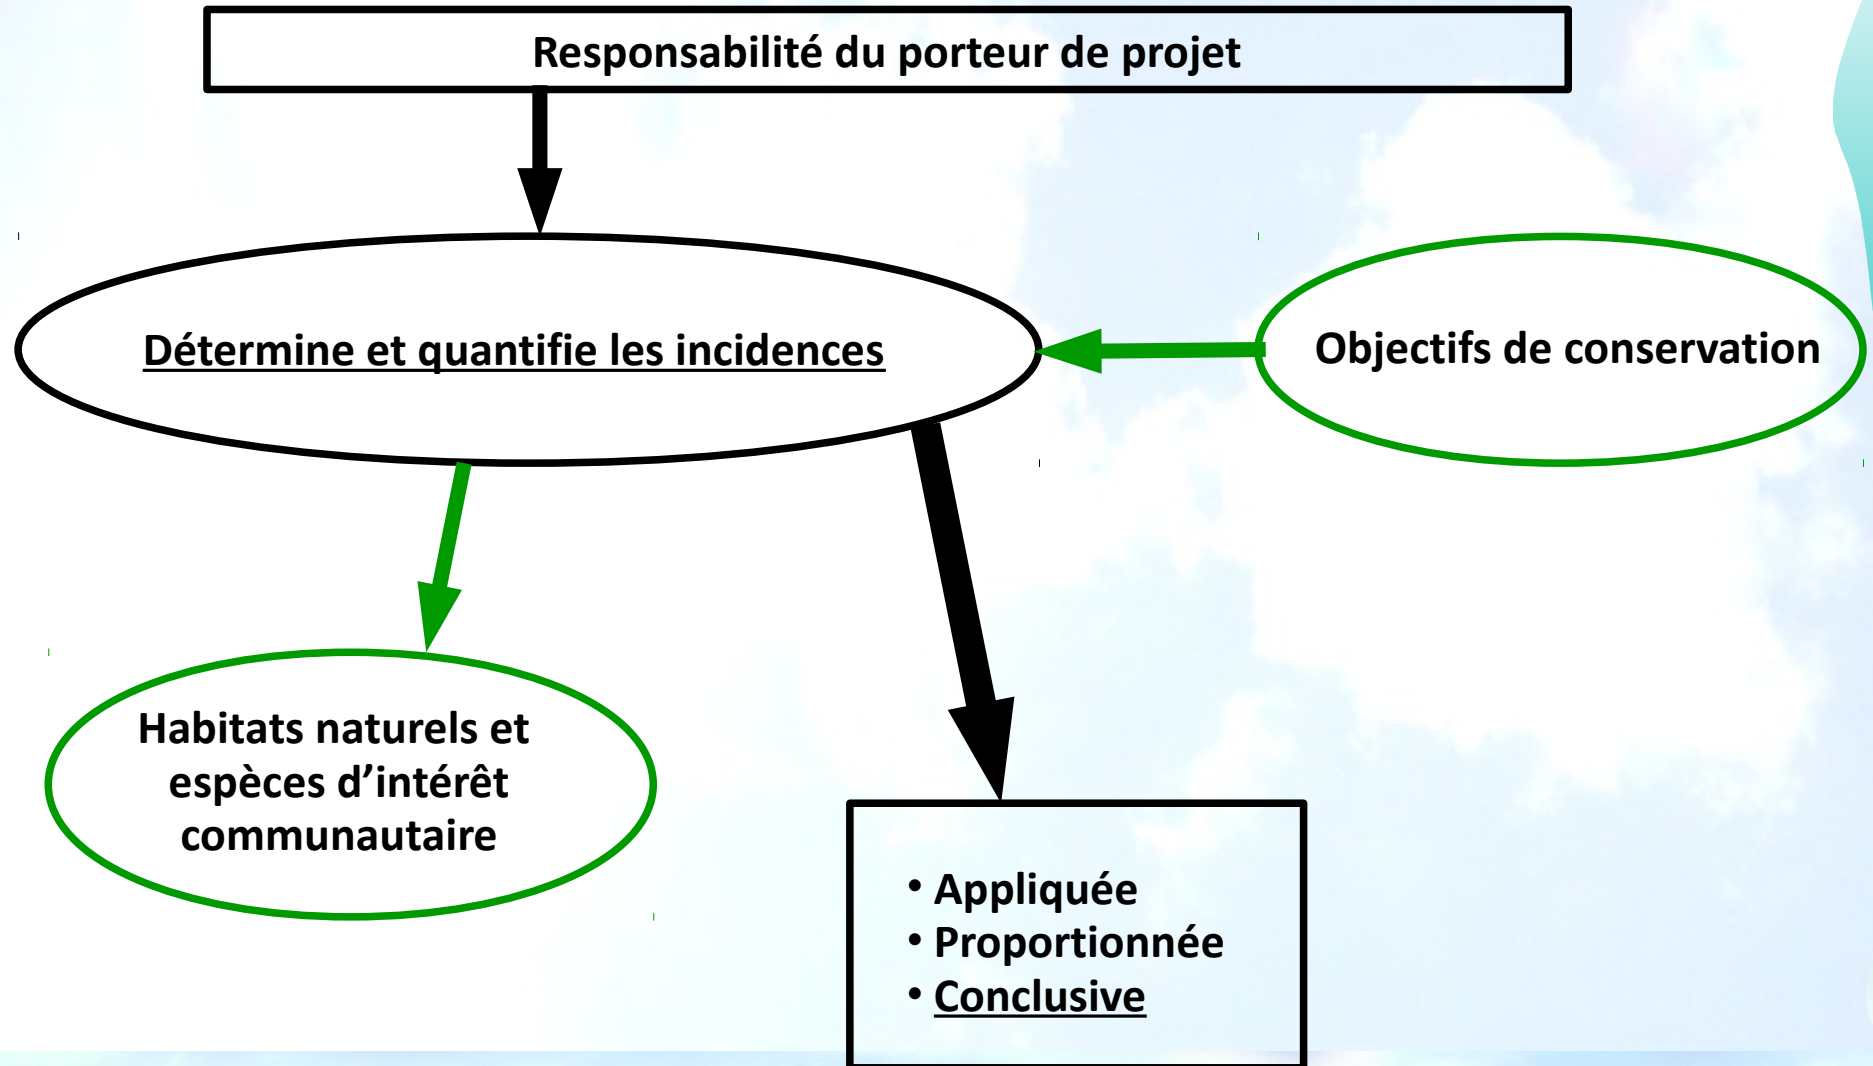 Responsabilité du porteur de projet
Détermine et quantifie les incidences
Objectifs de conservation
Habitats naturels et
espèces d’intérêt
communautaire
• Appliquée
• Proportionnée
• Conclusive